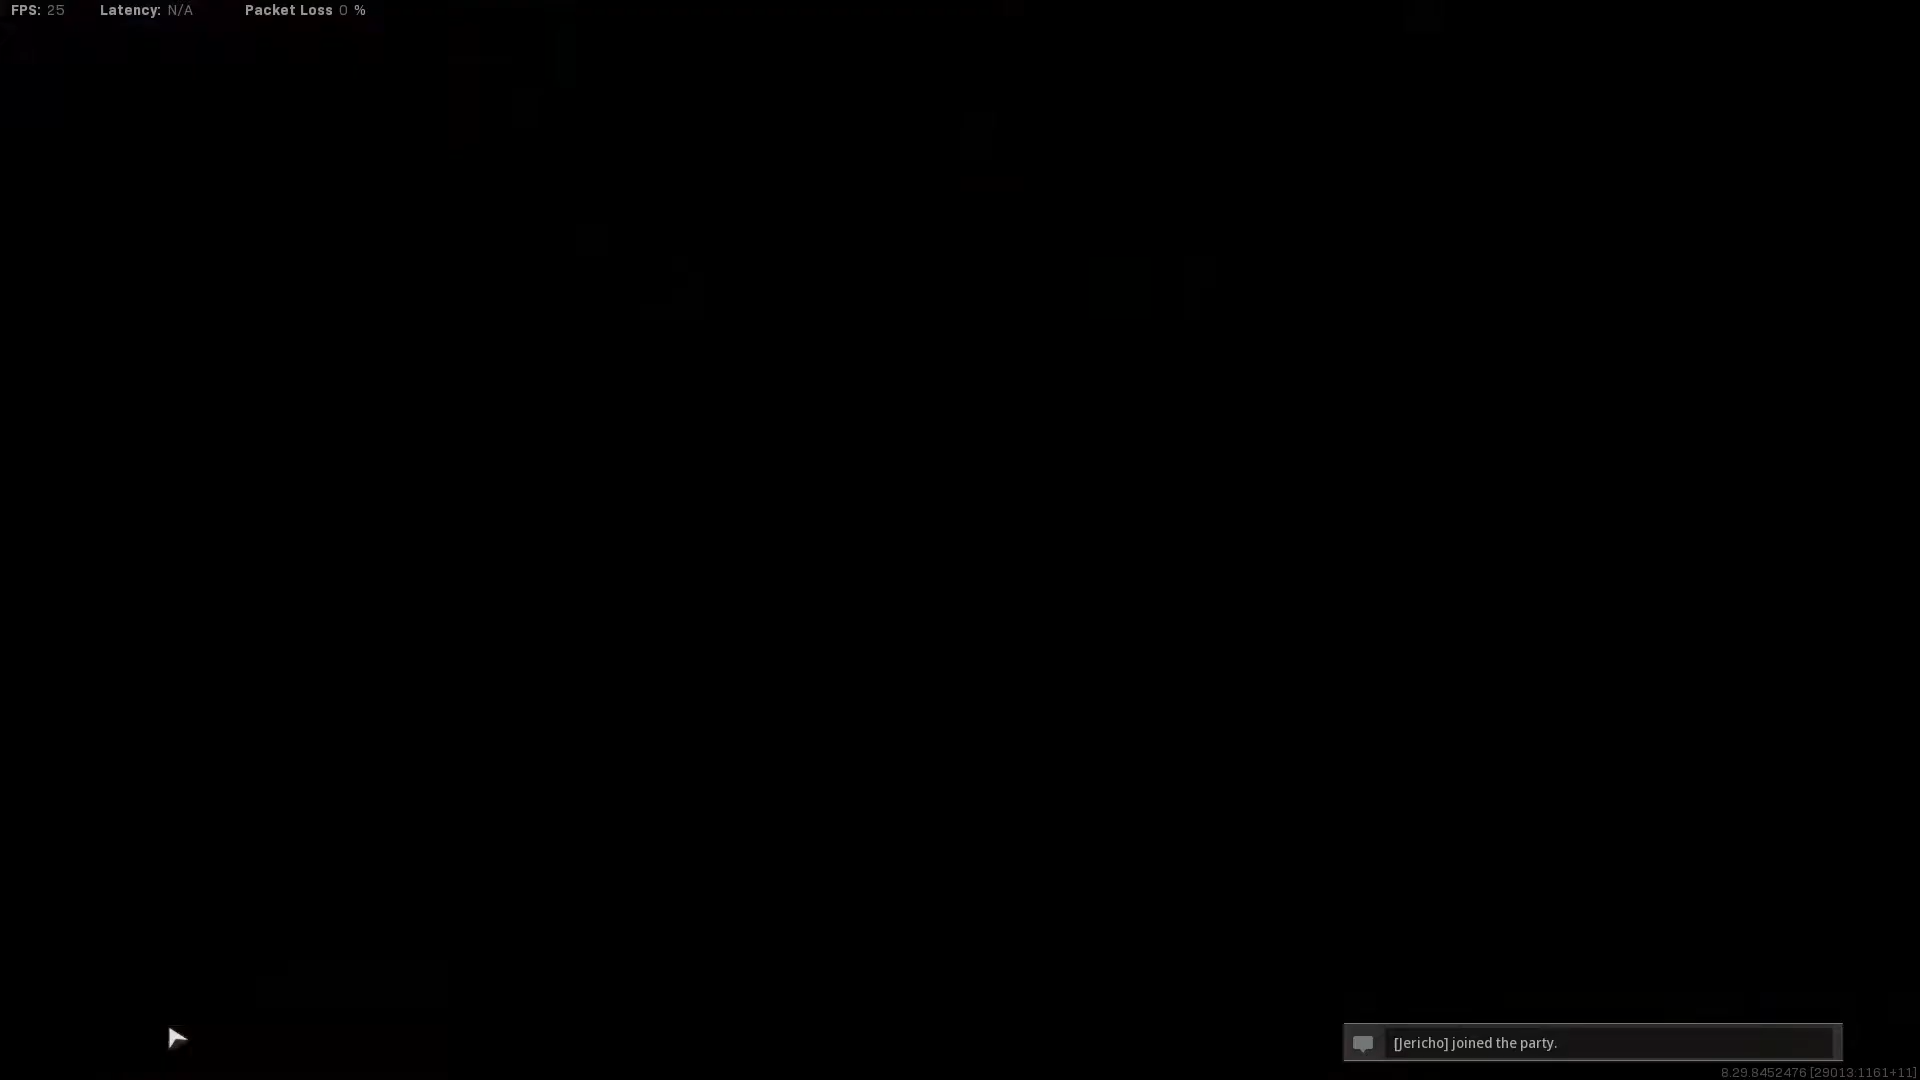 FPS: 25 Latency: N/A Packet Loss 0 %
[Jericho] joined the party.
8.29.8452476 [29013:1161+11]